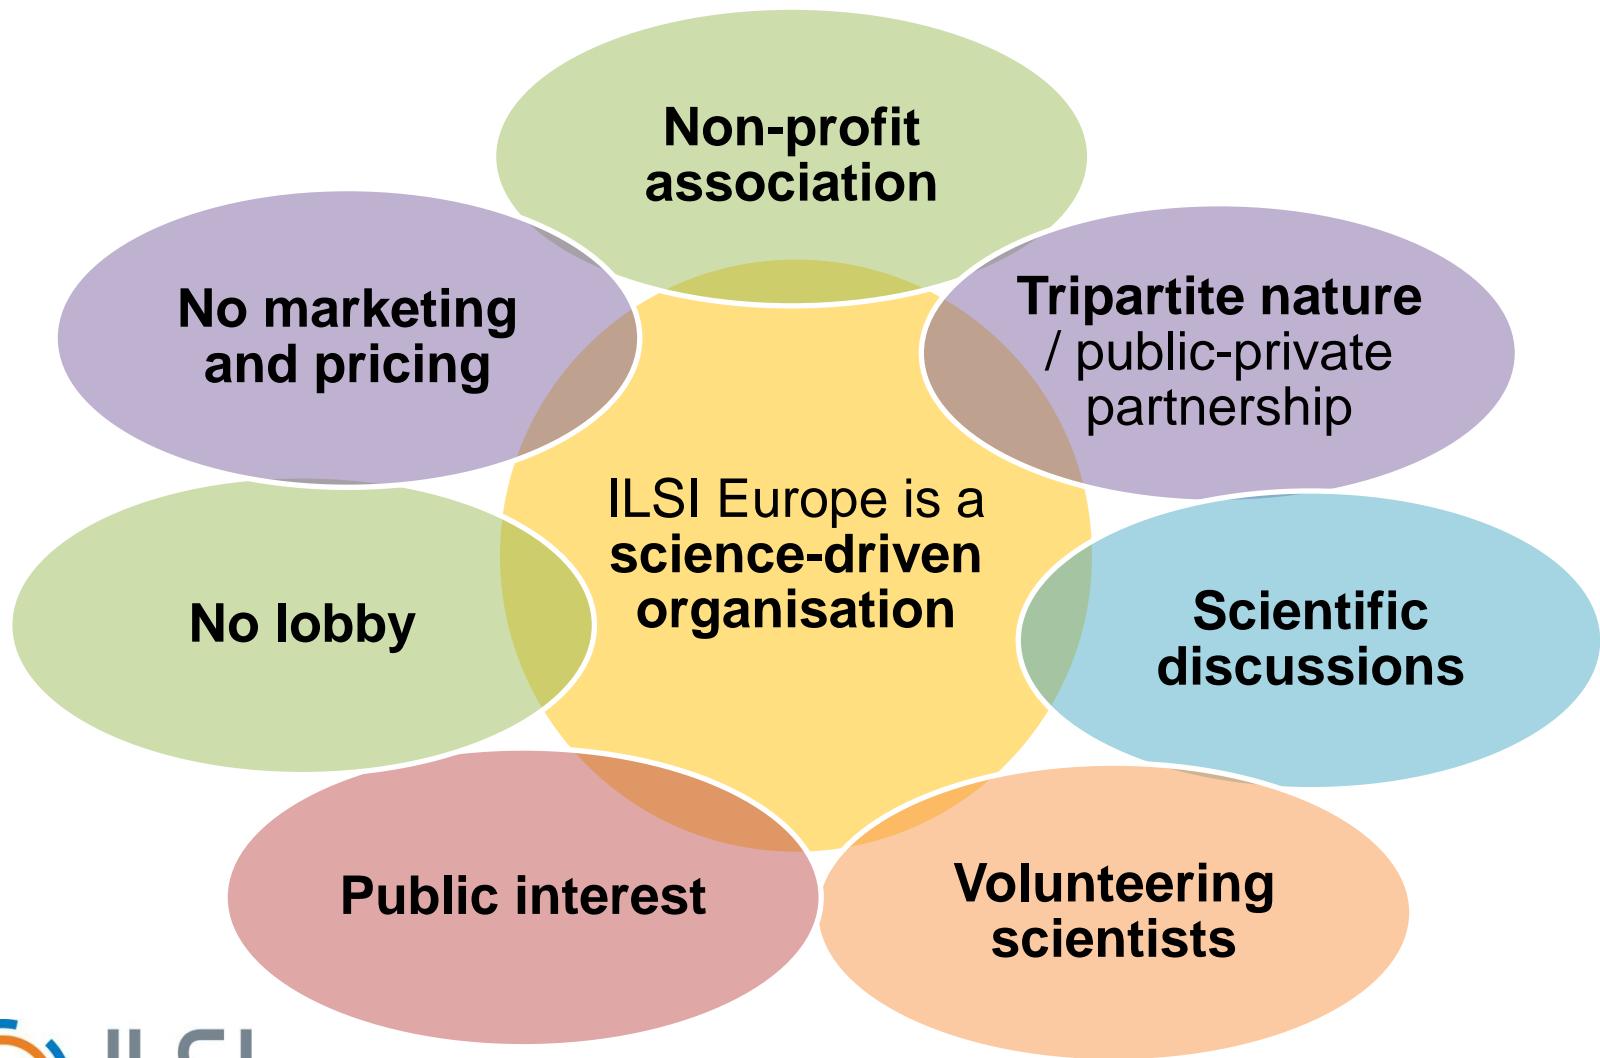 Non-profit
association
Tripartite nature
/ public-private
partnership
Scientific
discussions
Volunteering
scientists
Public interest
No lobby
No marketing
and pricing
ILSI Europe is a
science-driven
organisation
ILSI